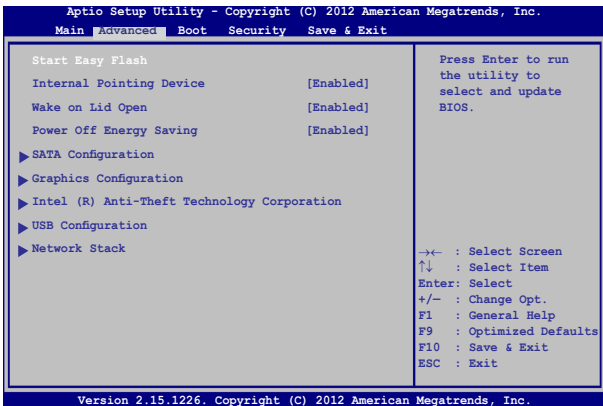 Aptio Setup Utility - Copyright (C) 2012 American Megatrends, Inc.
Main Advanced Boot Security Save & Exit
Start Easy Flash
Internal Pointing Device [Enabled]
Wake on Lid Open [Enabled]
Power Off Energy Saving [Enabled]
SATA Configuration
Graphics Configuration
Intel (R) Anti-Theft Technology Corporation
USB Configuration
Network Stack
Press Enter to run
the utility to
select and update
BIOS.
→← : Select Screen
↑↓ : Select Item
Enter: Select
+/— : Change Opt.
F1 : General Help
F9 : Optimized Defaults
F10 : Save & Exit
ESC : Exit
Version 2.15.1226. Copyright (C) 2012 American Megatrends, Inc.